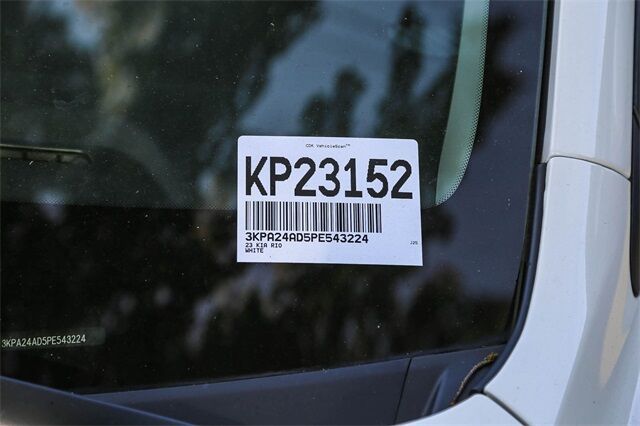 CDK VehicleScan™
KP23152
3KPA24AD5PE543224
23 KIA RIO
WHITE
J25
3KPA24AD5PE543224